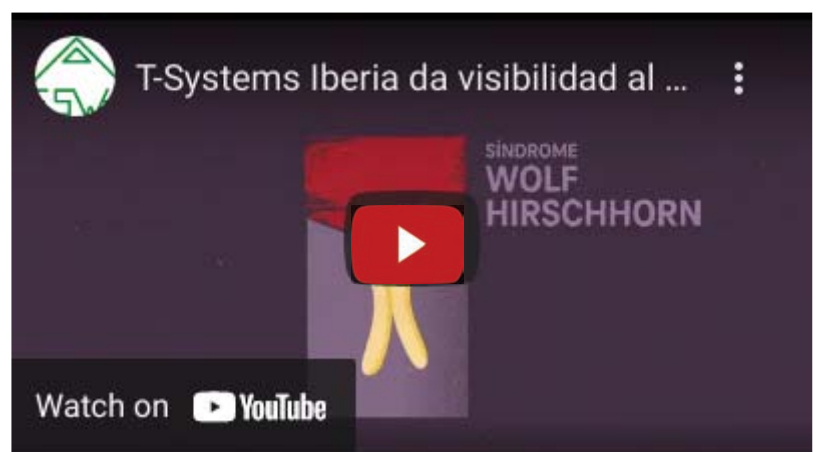 T-Systems Iberia da visibilidad al ...
SÍNDROME
WOLF
HIRSCHHORN
Watch on YouTube